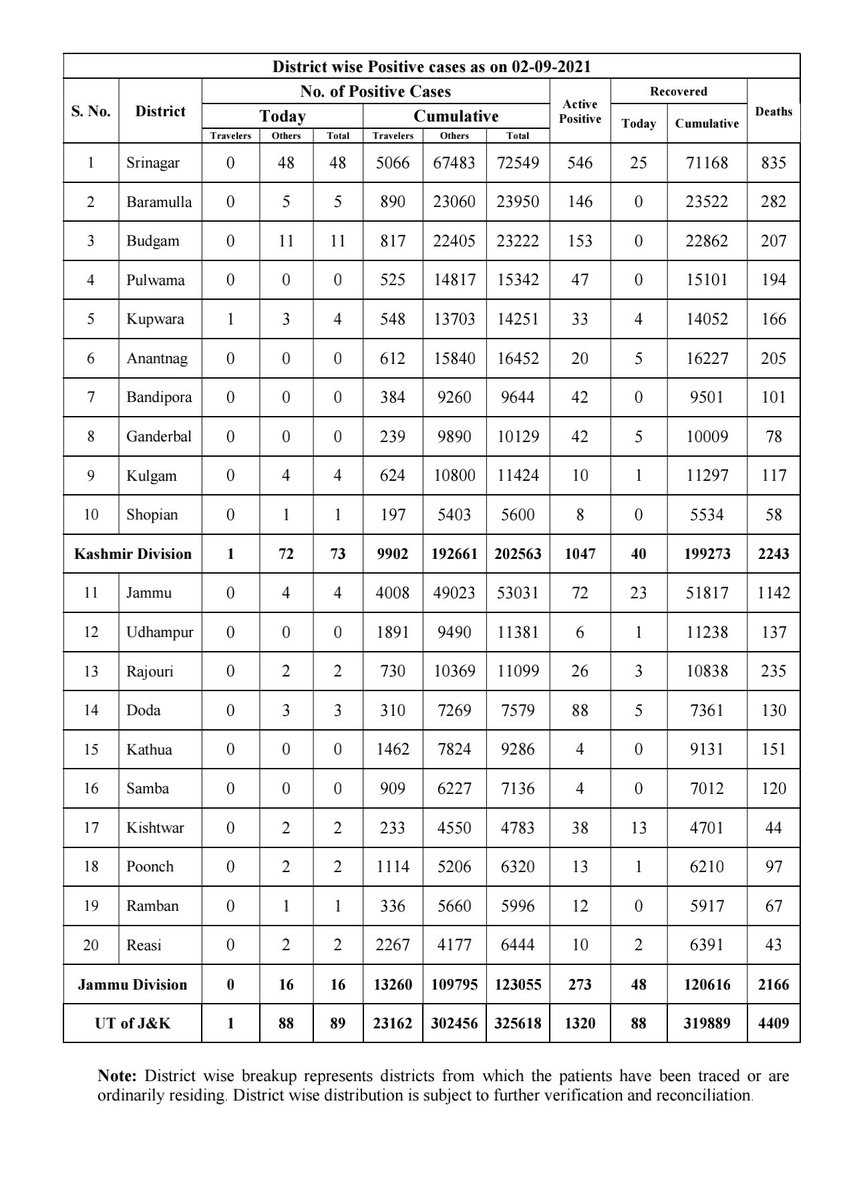 District wise Positive cases as on 02-09-2021
S. No. District No. of Positive Cases Active Positive Recovered Deaths
Today Cumulative Today Cumulative
Travelers Others Total Travelers Others Total
1 Srinagar 0 48 48 5066 67483 72549 546 25 71168 835
2 Baramulla 0 5 5 890 23060 23950 146 0 23522 282
3 Budgam 0 11 11 817 22405 23222 153 0 22862 207
4 Pulwama 0 0 0 525 14817 15342 47 0 15101 194
5 Kupwara 1 3 4 548 13703 14251 33 4 14052 166
6 Anantnag 0 0 0 612 15840 16452 20 5 16227 205
7 Bandipora 0 0 0 384 9260 9644 42 0 9501 101
8 Ganderbal 0 0 0 239 9890 10129 42 5 10009 78
9 Kulgam 0 4 4 624 10800 11424 10 1 11297 117
10 Shopian 0 1 1 197 5403 5600 8 0 5534 58
Kashmir Division 1 72 73 9902 192661 202563 1047 40 199273 2243
11 Jammu 0 4 4 4008 49023 53031 72 23 51817 1142
12 Udhampur 0 0 0 1891 9490 11381 6 1 11238 137
13 Rajouri 0 2 2 730 10369 11099 26 3 10838 235
14 Doda 0 3 3 310 7269 7579 88 5 7361 130
15 Kathua 0 0 0 1462 7824 9286 4 0 9131 151
16 Samba 0 0 0 909 6227 7136 4 0 7012 120
17 Kishtwar 0 2 2 233 4550 4783 38 13 4701 44
18 Poonch 0 2 2 1114 5206 6320 13 1 6210 97
19 Ramban 0 1 1 336 5660 5996 12 0 5917 67
20 Reasi 0 2 2 2267 4177 6444 10 2 6391 43
Jammu Division 0 16 16 13260 109795 123055 273 48 120616 2166
UT of J&K 1 88 89 23162 302456 325618 1320 88 319889 4409
Note: District wise breakup represents districts from which the patients have been traced or are
ordinarily residing. District wise distribution is subject to further verification and reconciliation.